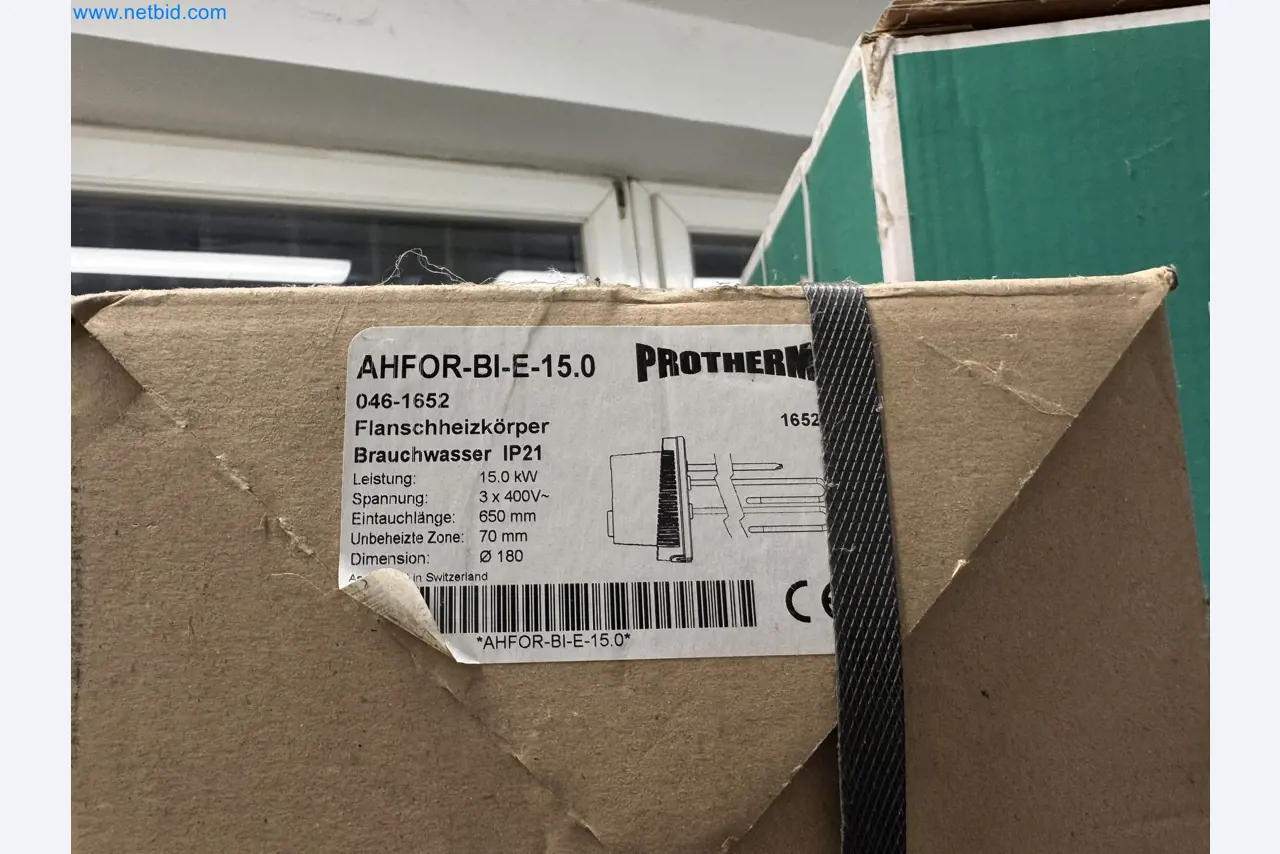 www.netbid.com
AHFOR-BI-E-15.0
PROTHERM
046-1652
1652
Flanschheizkörper
Brauchwasser IP21
Leistung: 15.0 kW
Spannung: 3 x 400V~
Eintauchlänge: 650 mm
Unbeheizte Zone: 70 mm
Dimension: Ø 180
in Switzerland
CE
*AHFOR-BI-E-15.0*